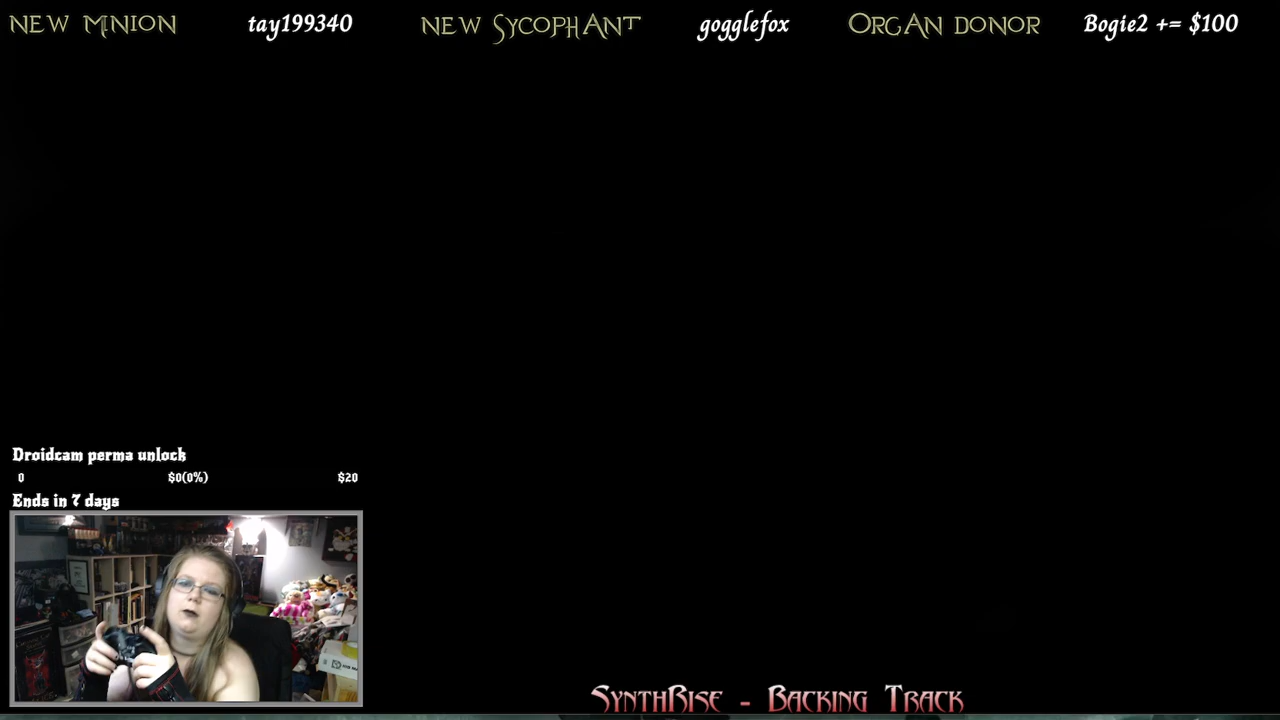 NEW MINION tay199340 NEW SYCOPHANT gogglefox ORGAN DONOR Bogie2 += $100
Droidcam perma unlock
0 $0(0%) $20
Ends in 7 days
SYNTHRISE - BACKING TRACK